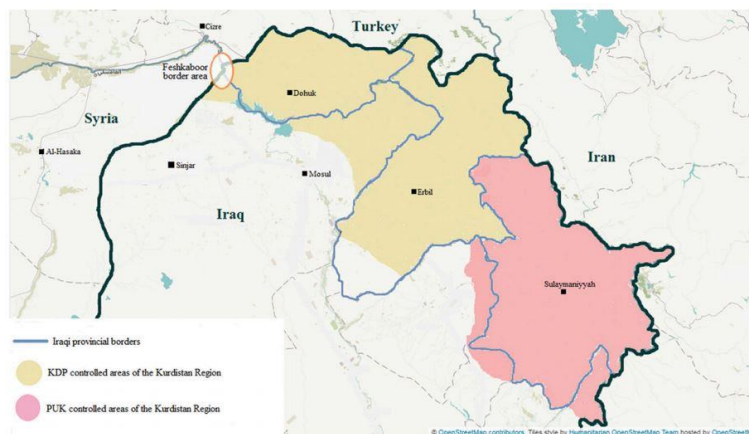 Turkey
Cizre
Feshkaboor
border area
Dohuk
Syria
Al-Hasaka
Sinjar
Mosul
Iran
Erbil
Iraq
Sulaymaniyyah
Iraqi provincial borders
KDP controlled areas of the Kurdistan Region
PUK controlled areas of the Kurdistan Region
© OpenStreetMap contributors, Tiles style by Humanitarian OpenStreetMap Team hosted by OpenStreetM